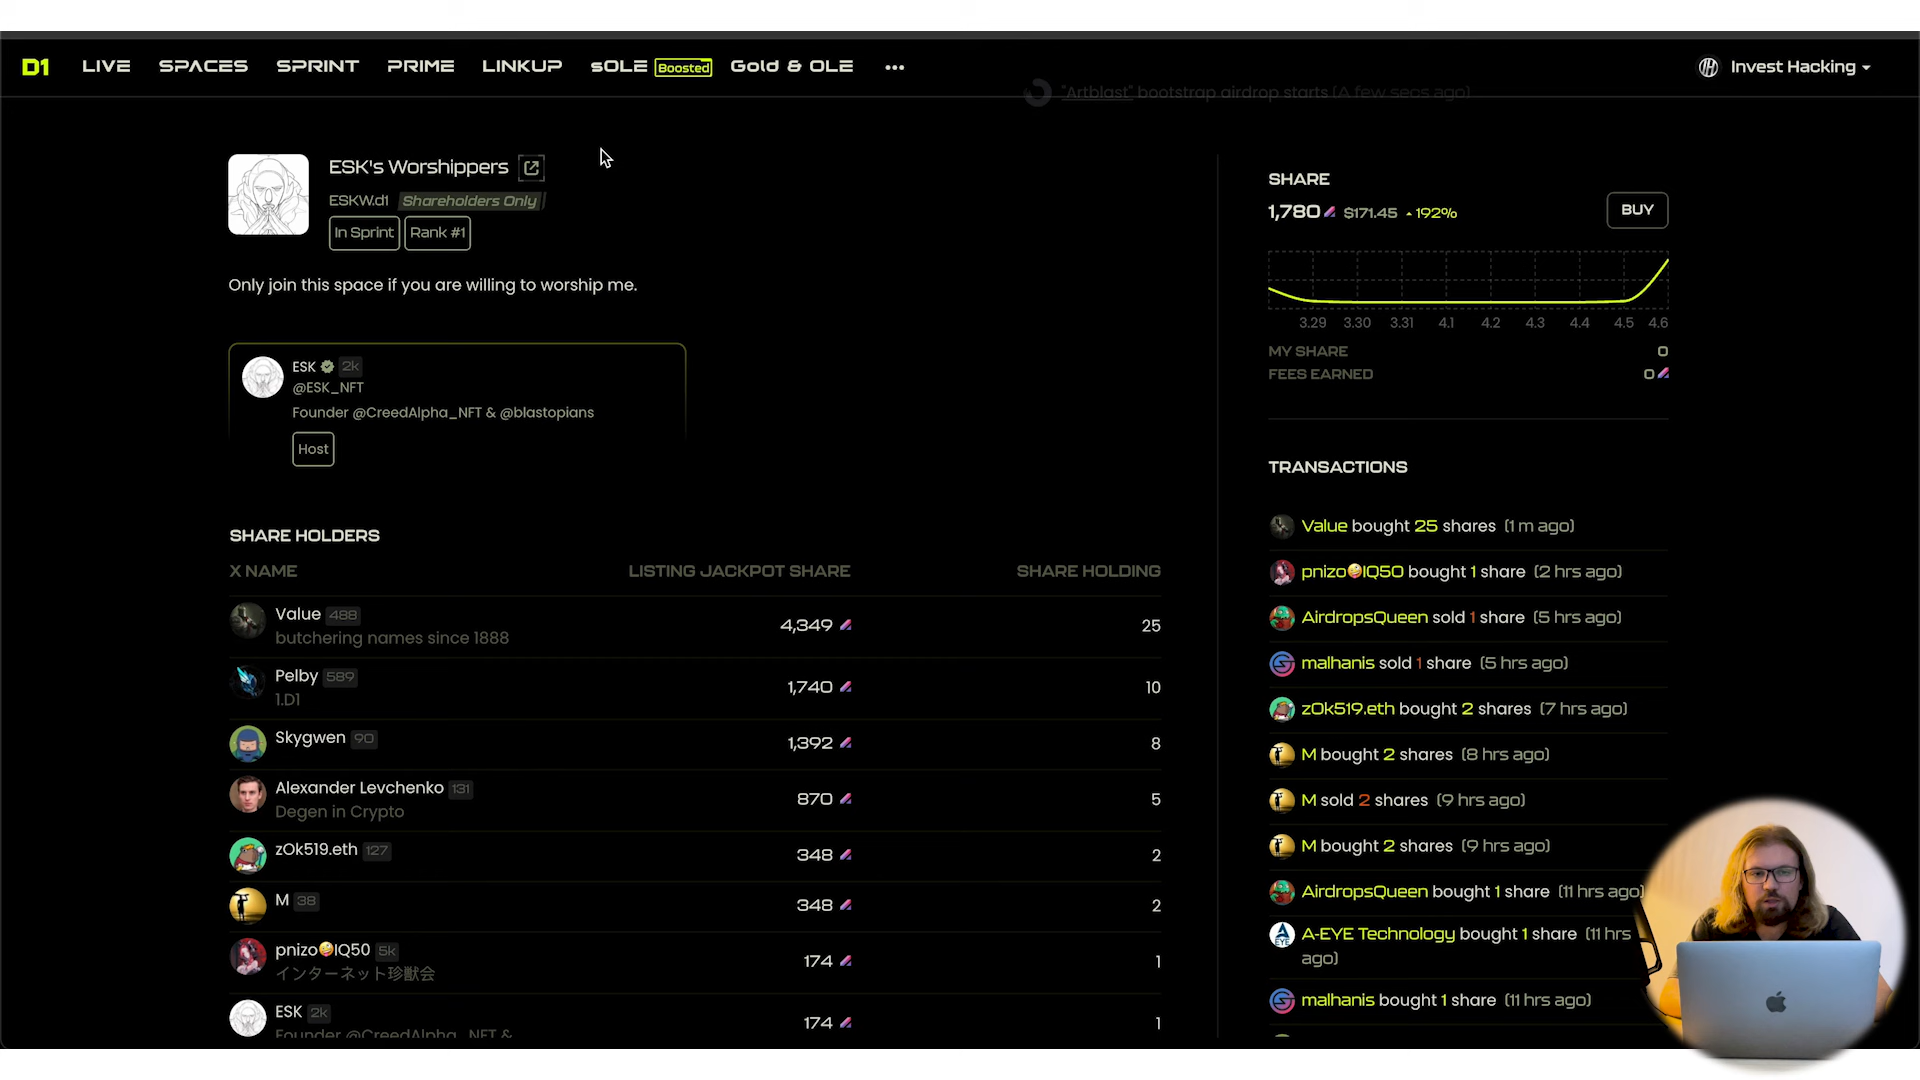 D1 LIVE SPACES SPRINT PRIME LINKUP sOLE Boosted Gold & OLE ••• Invest Hacking
"Artblast" bootstrap airdrop starts (A few secs ago)
ESK's Worshippers
ESKW.d1 Shareholders Only
In Sprint Rank #1
Only join this space if you are willing to worship me.
ESK 2k
@ESK_NFT
Founder @CreedAlpha_NFT & @blastopians
Host
SHARE HOLDERS
X NAME LISTING JACKPOT SHARE SHARE HOLDING
Value 488
butchering names since 1888
4,349 25
Pelby 589
1.D1
1,740 10
Skygwen 90
1,392 8
Alexander Levchenko 131
Degen in Crypto
870 5
zOk519.eth 127
348 2
M 38
348 2
pnizo🤪IQ50 5k
インターネット珍獣会
174 1
ESK 2k
Founder @CreedAlpha_NFT &
174 1
SHARE
1,780 $171.45 192%
BUY
3.29 3.30 3.31 4.1 4.2 4.3 4.4 4.5 4.6
MY SHARE 0
FEES EARNED 0
TRANSACTIONS
Value bought 25 shares (1 m ago)
pnizo🤪IQ50 bought 1 share (2 hrs ago)
AirdropsQueen sold 1 share (5 hrs ago)
malhanis sold 1 share (5 hrs ago)
zOk519.eth bought 2 shares (7 hrs ago)
M bought 2 shares (8 hrs ago)
M sold 2 shares (9 hrs ago)
M bought 2 shares (9 hrs ago)
AirdropsQueen bought 1 share (11 hrs ago)
A-EYE Technology bought 1 share (11 hrs
ago)
malhanis bought 1 share (11 hrs ago)